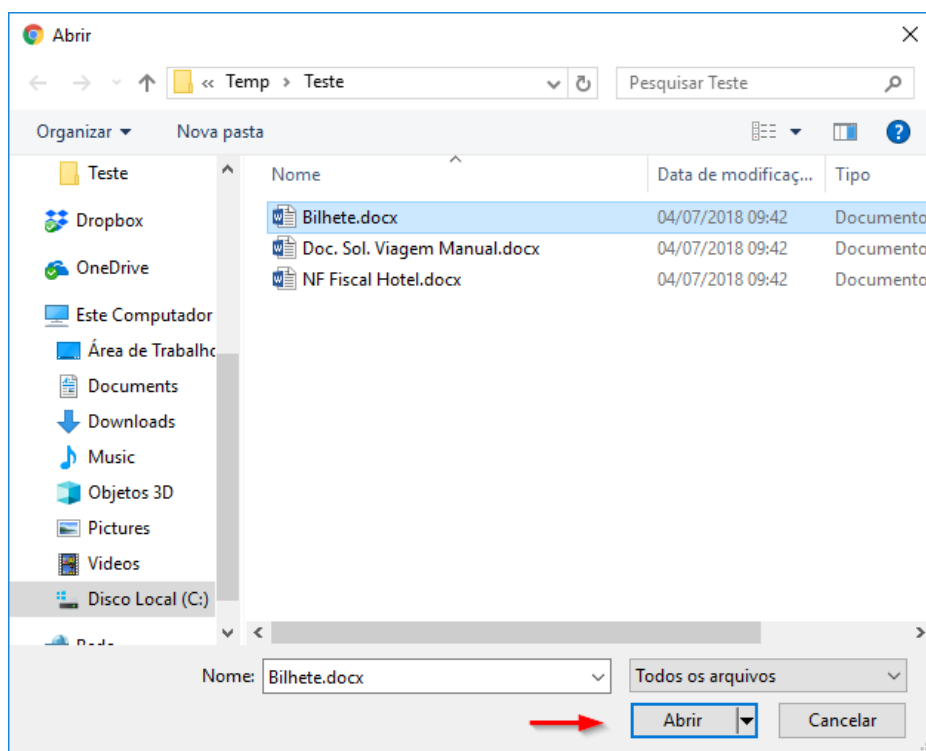 Abrir
« Temp › Teste
Pesquisar Teste
Organizar
Nova pasta
Teste
Dropbox
OneDrive
Este Computador
Área de Trabalho
Documents
Downloads
Music
Objetos 3D
Pictures
Videos
Disco Local (C:)
Nome Data de modificaç... Tipo
Bilhete.docx 04/07/2018 09:42 Documento
Doc. Sol. Viagem Manual.docx 04/07/2018 09:42 Documento
NF Fiscal Hotel.docx 04/07/2018 09:42 Documento
Nome: Bilhete.docx
Todos os arquivos
Abrir
Cancelar